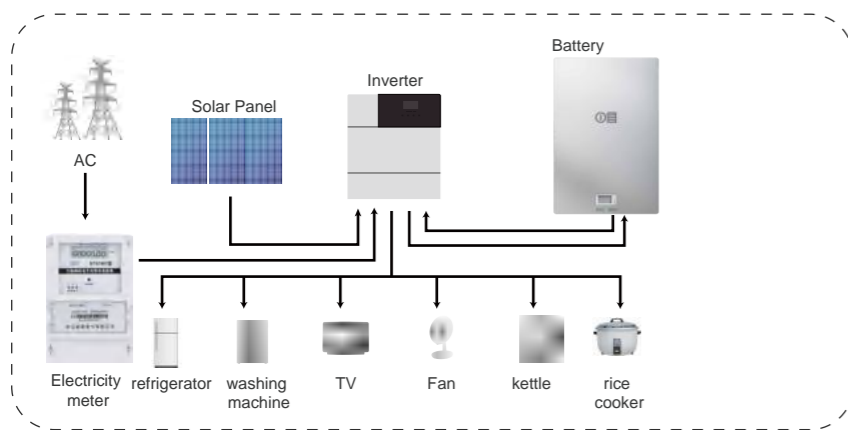 Battery
Inverter
Solar Panel
AC
Electricity
meter
refrigerator
washing
machine
TV
Fan
kettle
rice
cooker